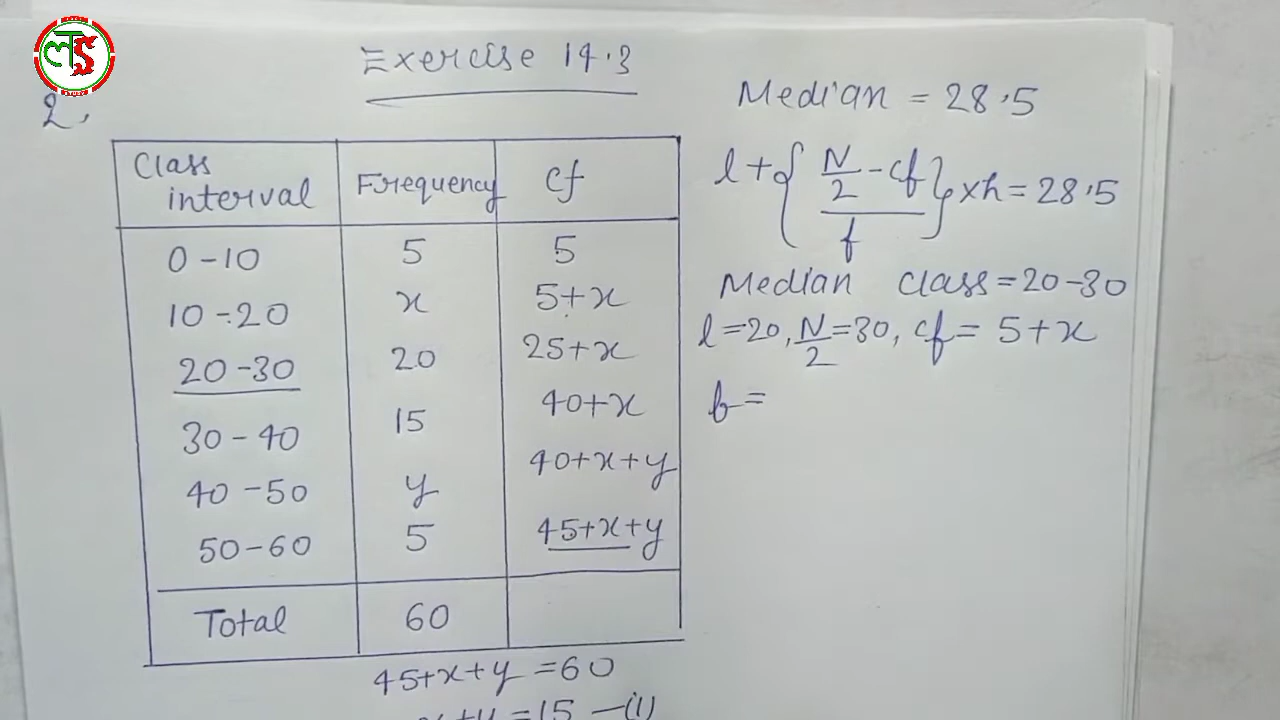 Exercise 14.3
2.
Class interval | Frequency | Cf
0-10 | 5 | 5
10-20 | x | 5+x
20-30 | 20 | 25+x
30-40 | 15 | 40+x
40-50 | y | 40+x+y
50-60 | 5 | 45+x+y
Total | 60
45+x+y = 60
x+y = 15 —(1)
Median = 28.5
l + { (N/2 - cf) / f } × h = 28.5
Median Class = 20-30
l = 20, N/2 = 30, cf = 5+x
f =